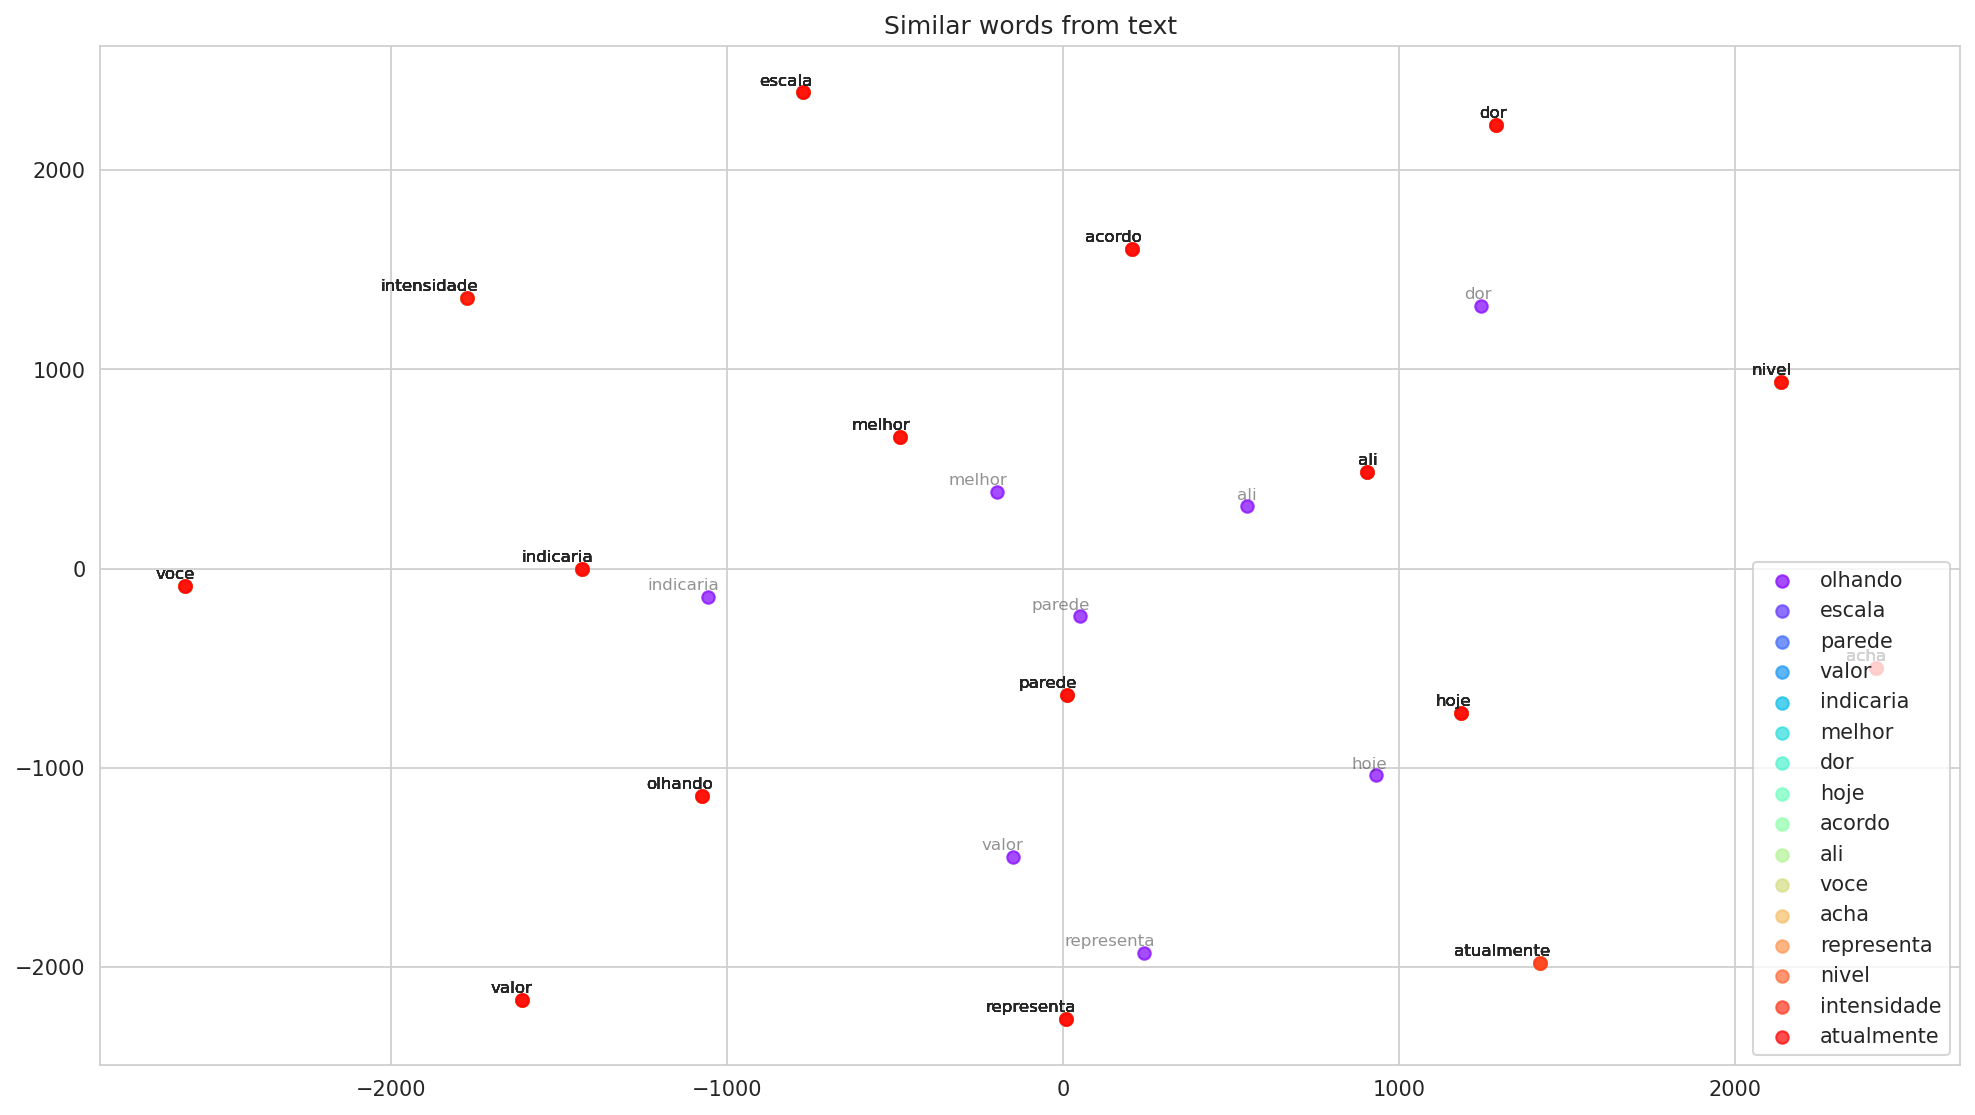 Similar words from text
escala
dor
acordo
intensidade
dor
nivel
melhor
ali
melhor
ali
indicaria
voce
indicaria
parede
acha
parede
hoje
hoje
olhando
valor
representa
atualmente
valor
representa
2000
1000
0
−1000
−2000
−2000
−1000
0
1000
2000
olhando
escala
parede
valor
indicaria
melhor
dor
hoje
acordo
ali
voce
acha
representa
nivel
intensidade
atualmente